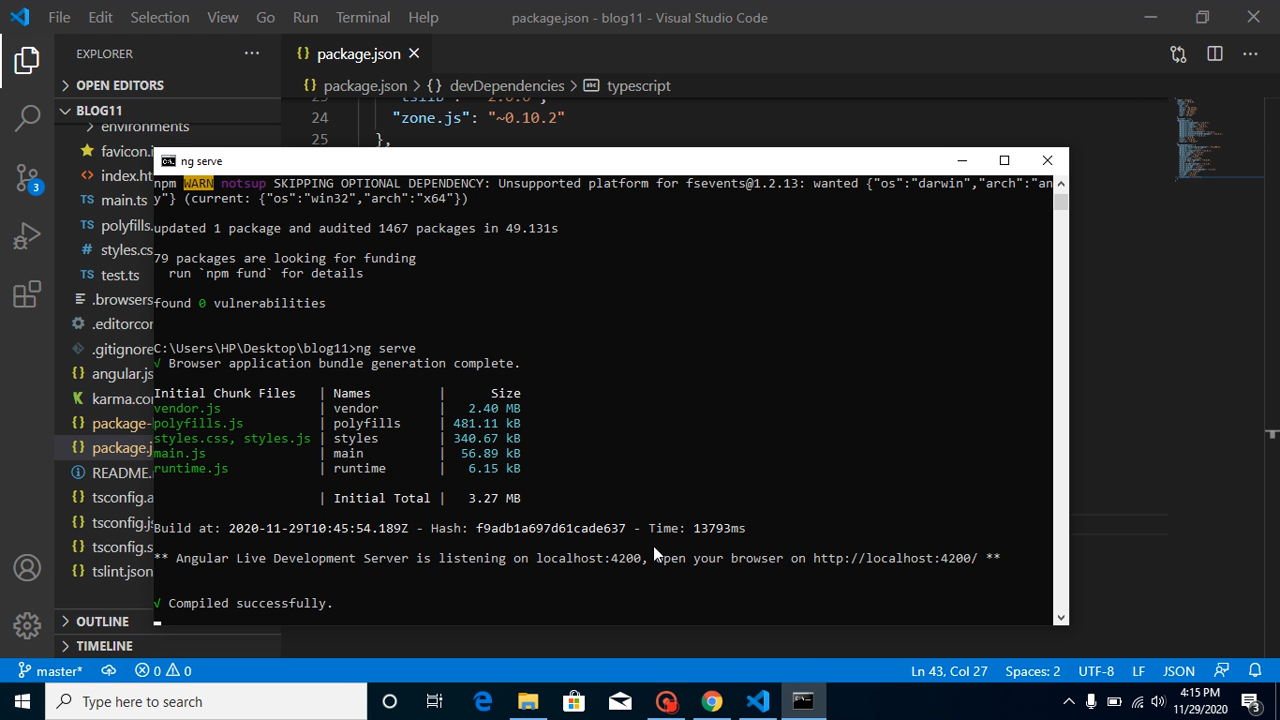 File Edit Selection View Go Run Terminal Help
package.json - blog11 - Visual Studio Code
EXPLORER
package.json
OPEN EDITORS
package.json > {} devDependencies > typescript
BLOG11
environments
24 "zone.js": "~0.10.2"
25 },
favicon.i
index.ht
main.ts
polyfills.
styles.cs
test.ts
.browsers
.editorcor
.gitignore
angular.js
karma.co
package-
package.j
README.
tsconfig.a
tsconfig.js
tsconfig.s
tslint.json
OUTLINE
TIMELINE
3
ng serve
npm WARN notsup SKIPPING OPTIONAL DEPENDENCY: Unsupported platform for fsevents@1.2.13: wanted {"os":"darwin","arch":"an
y"} (current: {"os":"win32","arch":"x64"})
updated 1 package and audited 1467 packages in 49.131s
79 packages are looking for funding
run `npm fund` for details
found 0 vulnerabilities
C:\Users\HP\Desktop\blog11>ng serve
√ Browser application bundle generation complete.
Initial Chunk Files | Names | Size
vendor.js | vendor | 2.40 MB
polyfills.js | polyfills | 481.11 kB
styles.css, styles.js | styles | 340.67 kB
main.js | main | 56.89 kB
runtime.js | runtime | 6.15 kB
| Initial Total | 3.27 MB
Build at: 2020-11-29T10:45:54.189Z - Hash: f9adb1a697d61cade637 - Time: 13793ms
** Angular Live Development Server is listening on localhost:4200, open your browser on http://localhost:4200/ **
√ Compiled successfully.
master* 0 0 Ln 43, Col 27 Spaces: 2 UTF-8 LF JSON
Type here to search
4:15 PM
11/29/2020
3